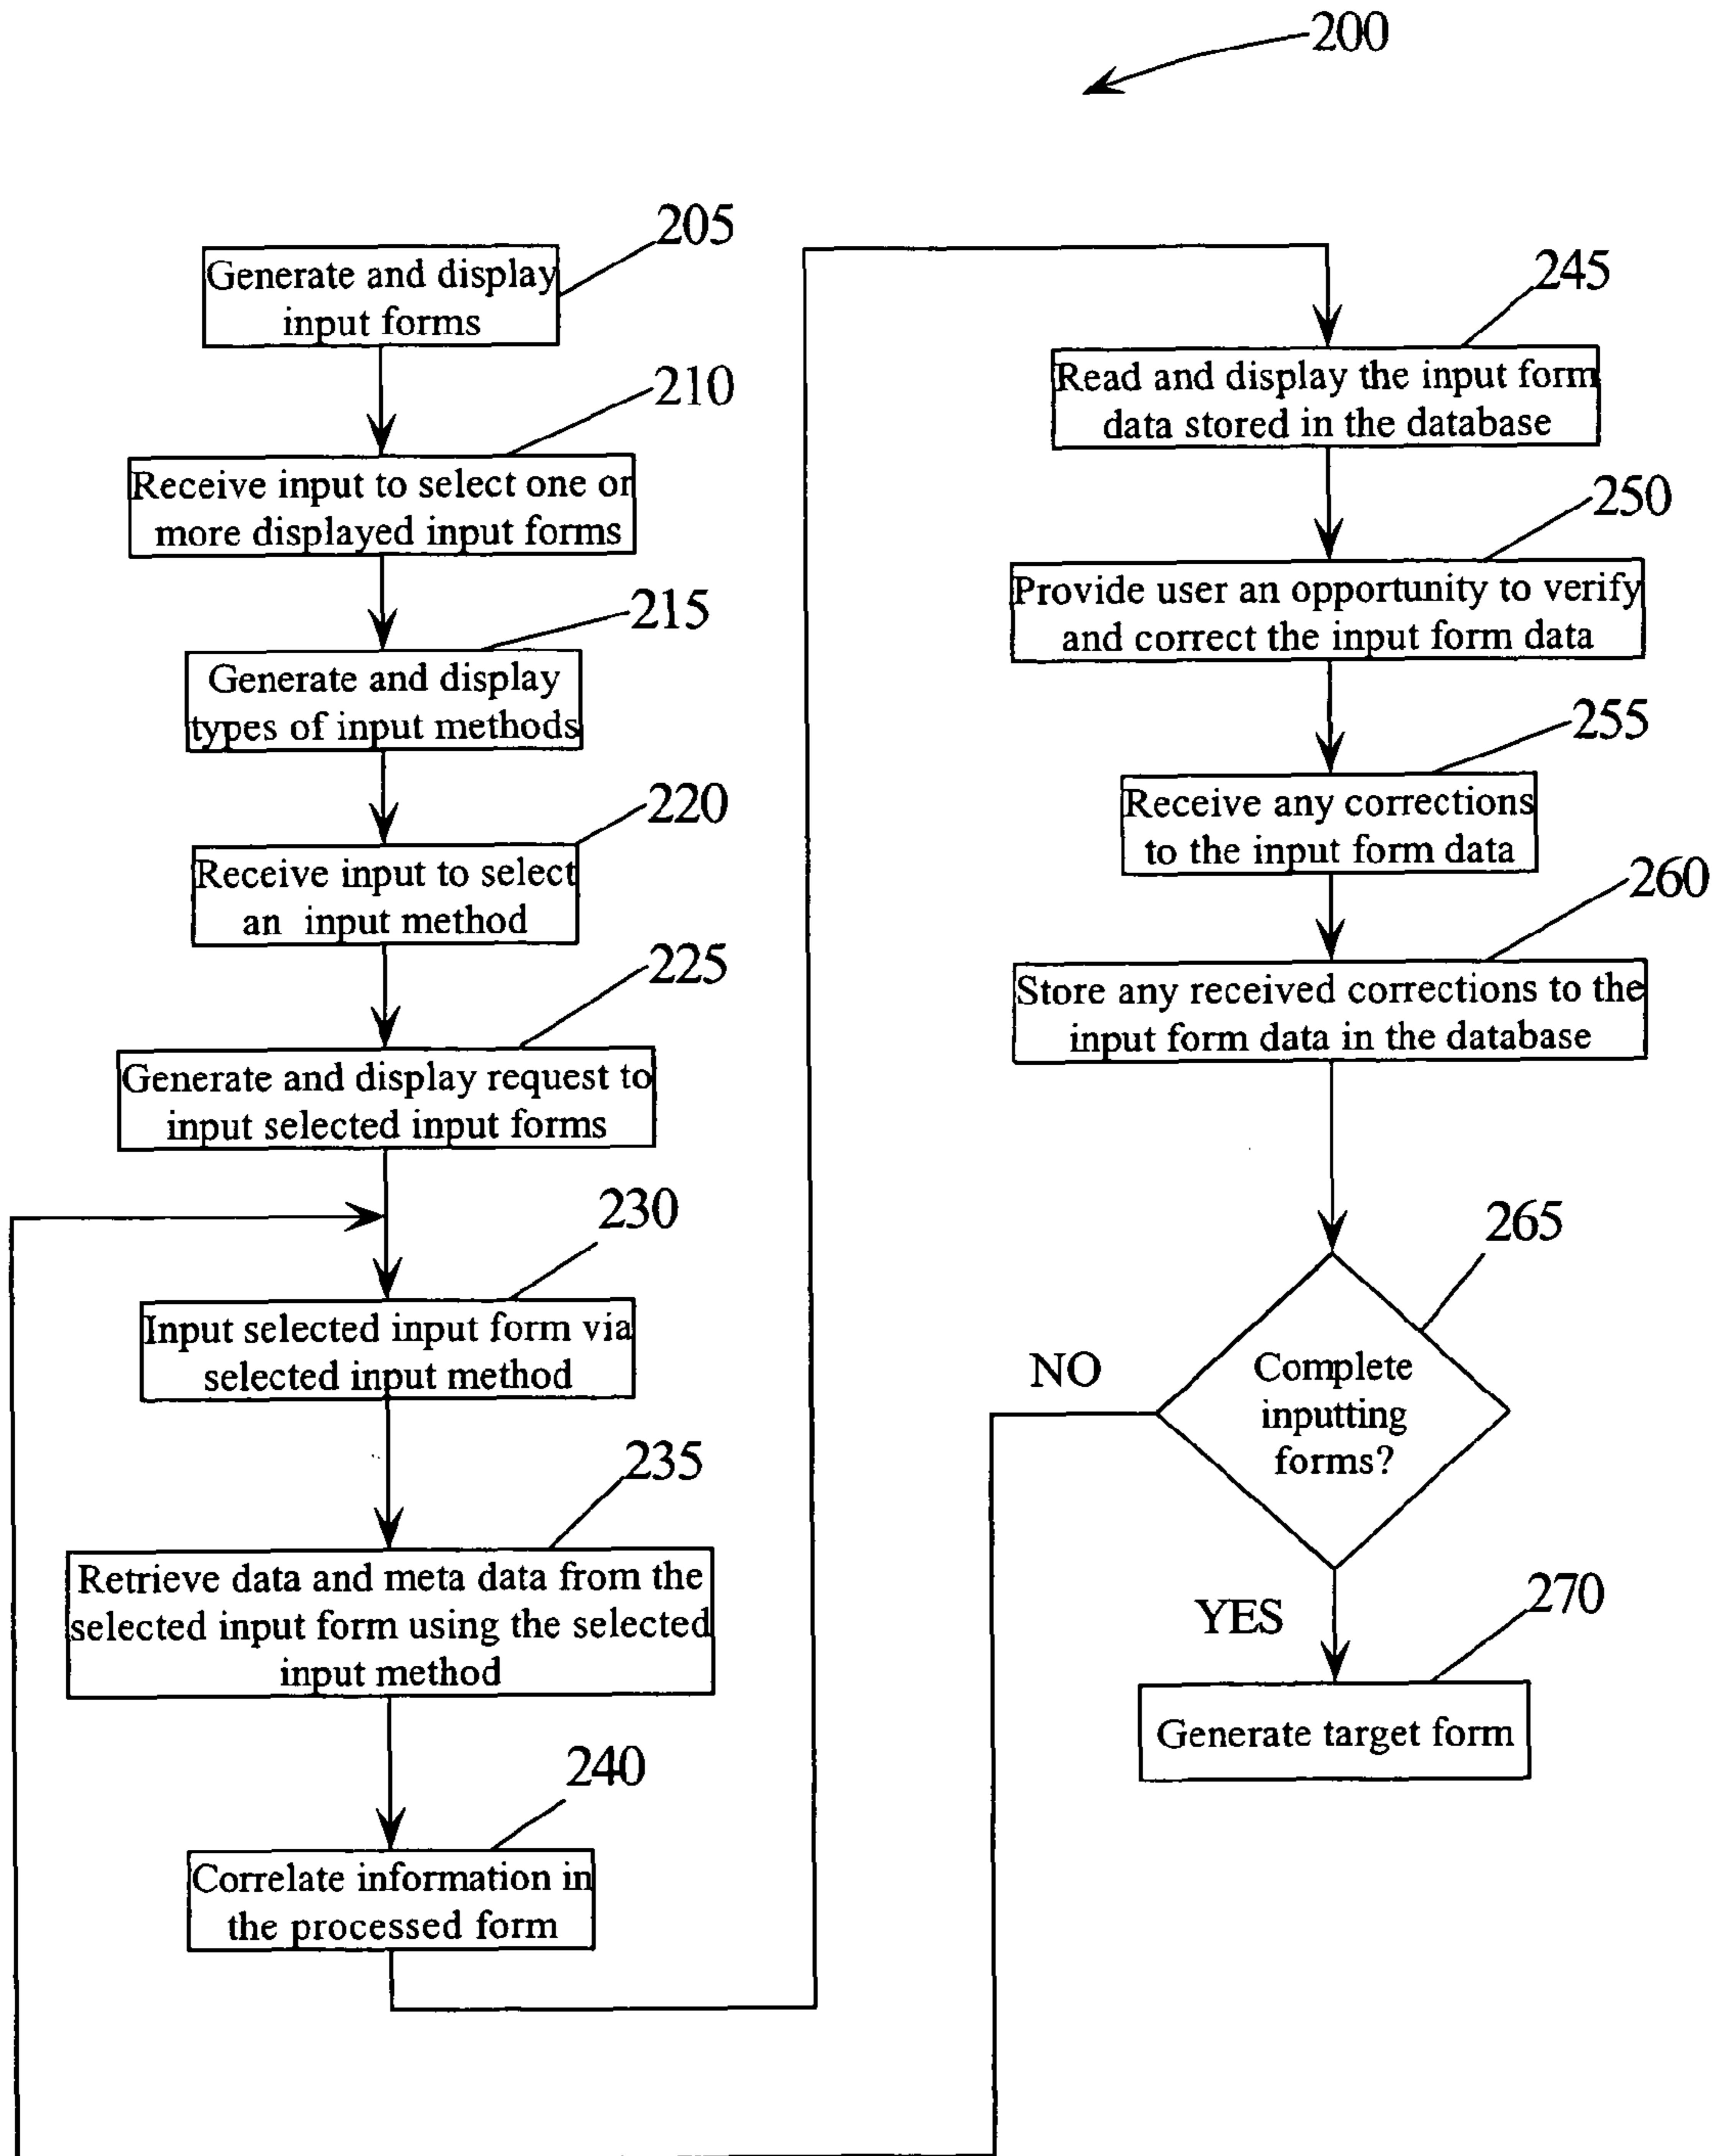 200
205
Generate and display
input forms
210
Receive input to select one or
more displayed input forms
215
Generate and display
types of input methods
220
Receive input to select
an input method
225
Generate and display request to
input selected input forms
230
Input selected input form via
selected input method
235
Retrieve data and meta data from the
selected input form using the selected
input method
240
Correlate information in
the processed form
245
Read and display the input form
data stored in the database
250
Provide user an opportunity to verify
and correct the input form data
255
Receive any corrections
to the input form data
260
Store any received corrections to the
input form data in the database
265
Complete
inputting
forms?
NO
YES
270
Generate target form